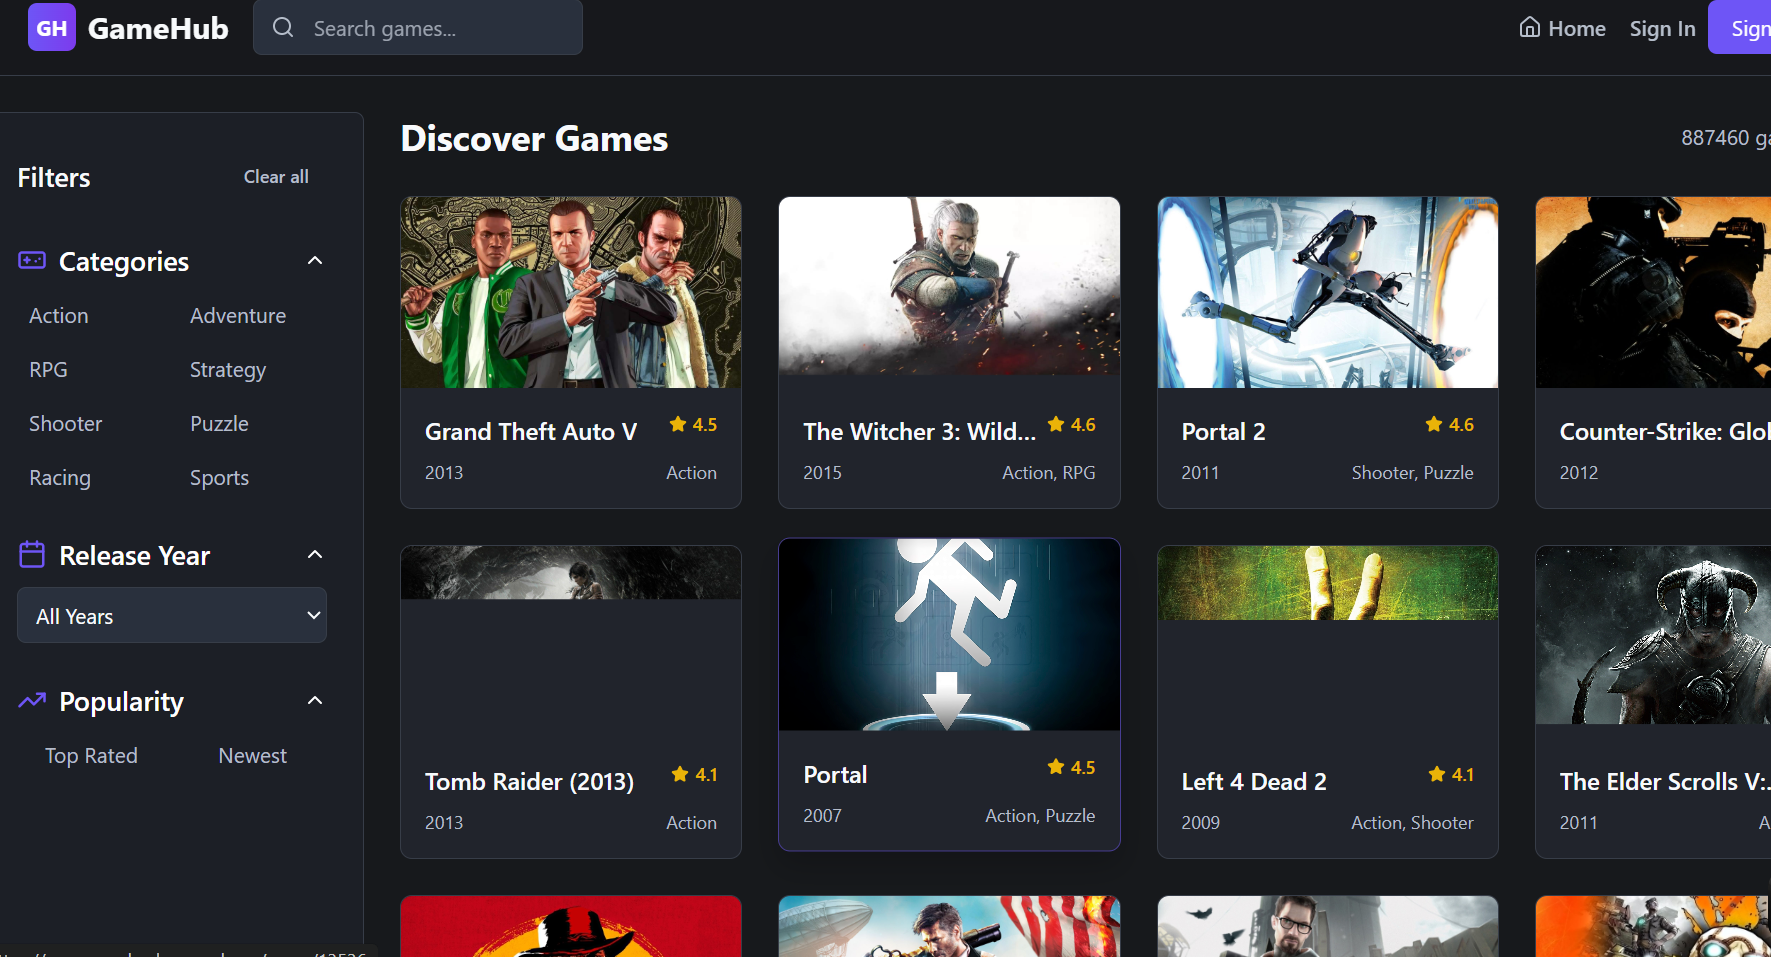 GH GameHub
Search games...
Home
Sign In
Sign
Filters
Clear all
Categories
Action
Adventure
RPG
Strategy
Shooter
Puzzle
Racing
Sports
Release Year
All Years
Popularity
Top Rated
Newest
Discover Games
887460
Grand Theft Auto V
4.5
2013
Action
The Witcher 3: Wild...
4.6
2015
Action, RPG
Portal 2
4.6
2011
Shooter, Puzzle
Counter-Strike: Glo
2012
Tomb Raider (2013)
4.1
2013
Action
Portal
4.5
2007
Action, Puzzle
Left 4 Dead 2
4.1
2009
Action, Shooter
The Elder Scrolls V:..
2011